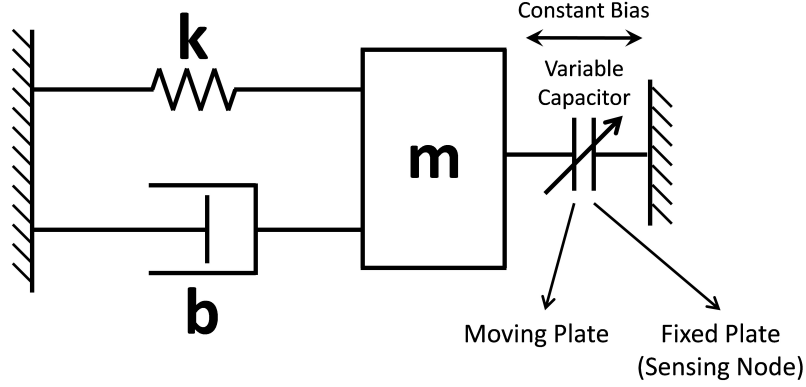 Constant Bias
k
Variable
Capacitor
m
b
Moving Plate
Fixed Plate
(Sensing Node)